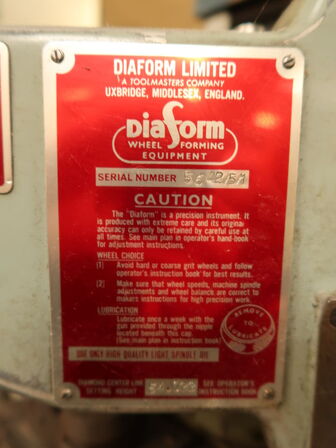 DIAFORM LIMITED
A TOOLMASTERS COMPANY
UXBRIDGE, MIDDLESEX, ENGLAND.
Diaform
WHEEL FORMING
EQUIPMENT
SERIAL NUMBER
CAUTION
The "Diaform" is a precision instrument, It
is produced with extreme care and its original
accuracy can only be retained by careful use at
all times. See main plan in operator's hand-book
for adjustment instructions.
WHEEL CHOICE
(1) Avoid hard or coarse grit wheels and follow
operator's instruction book for best results.
(2) Make sure that wheel speeds, machine spindle
adjustments and wheel balance are correct to
makers instructions for high precision work.
LUBRICATION
Lubricate once a week with the
gun provided through the nipple
located beneath this cap.
(See main plan in instruction book)
REMOVE
TO
LUBRICATE
USE ONLY HIGH QUALITY LIGHT SPINDLE OIL
DIAMOND CENTER LINE
SETTING HEIGHT
SEE OPERATOR'S
INSTRUCTION BOOK